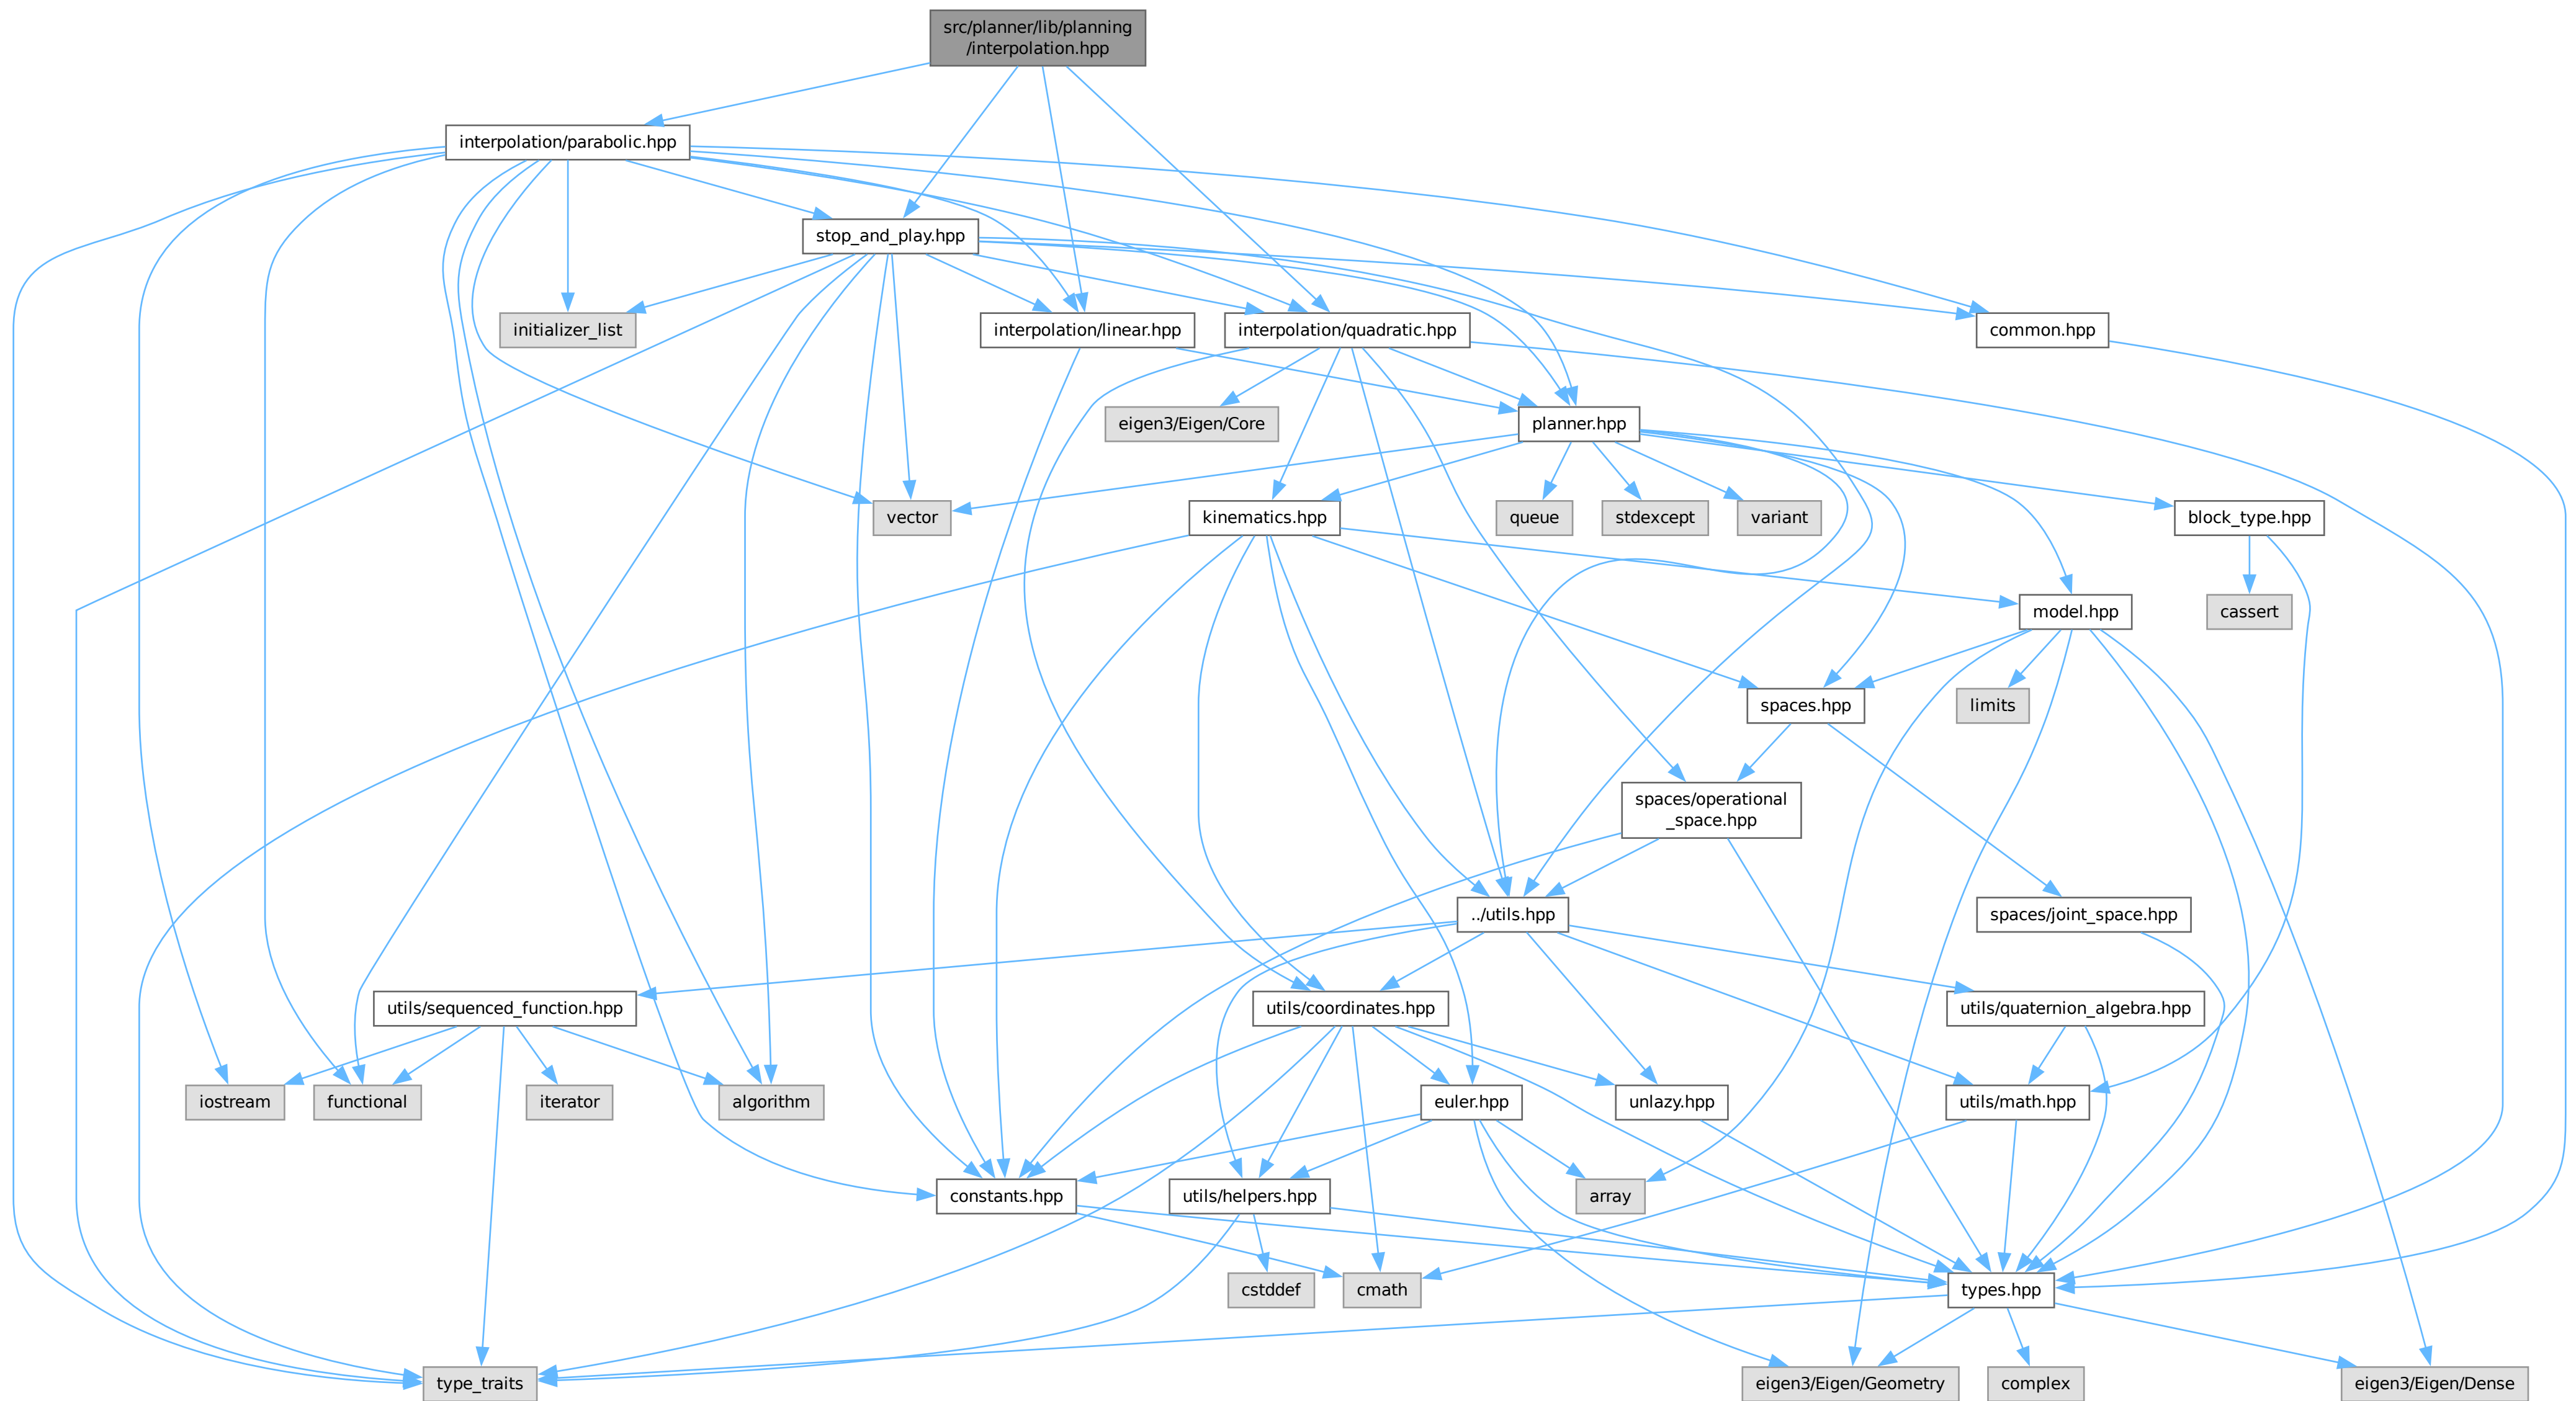 src/planner/lib/planning
/interpolation.hpp
interpolation/parabolic.hpp
stop_and_play.hpp
initializer_list
interpolation/linear.hpp
interpolation/quadratic.hpp
common.hpp
eigen3/Eigen/Core
planner.hpp
vector
kinematics.hpp
queue
stdexcept
variant
block_type.hpp
cassert
model.hpp
spaces.hpp
limits
spaces/operational
_space.hpp
../utils.hpp
spaces/joint_space.hpp
utils/sequenced_function.hpp
utils/coordinates.hpp
utils/quaternion_algebra.hpp
iostream
functional
iterator
algorithm
euler.hpp
unlazy.hpp
utils/math.hpp
constants.hpp
utils/helpers.hpp
array
cstddef
cmath
types.hpp
type_traits
eigen3/Eigen/Geometry
complex
eigen3/Eigen/Dense